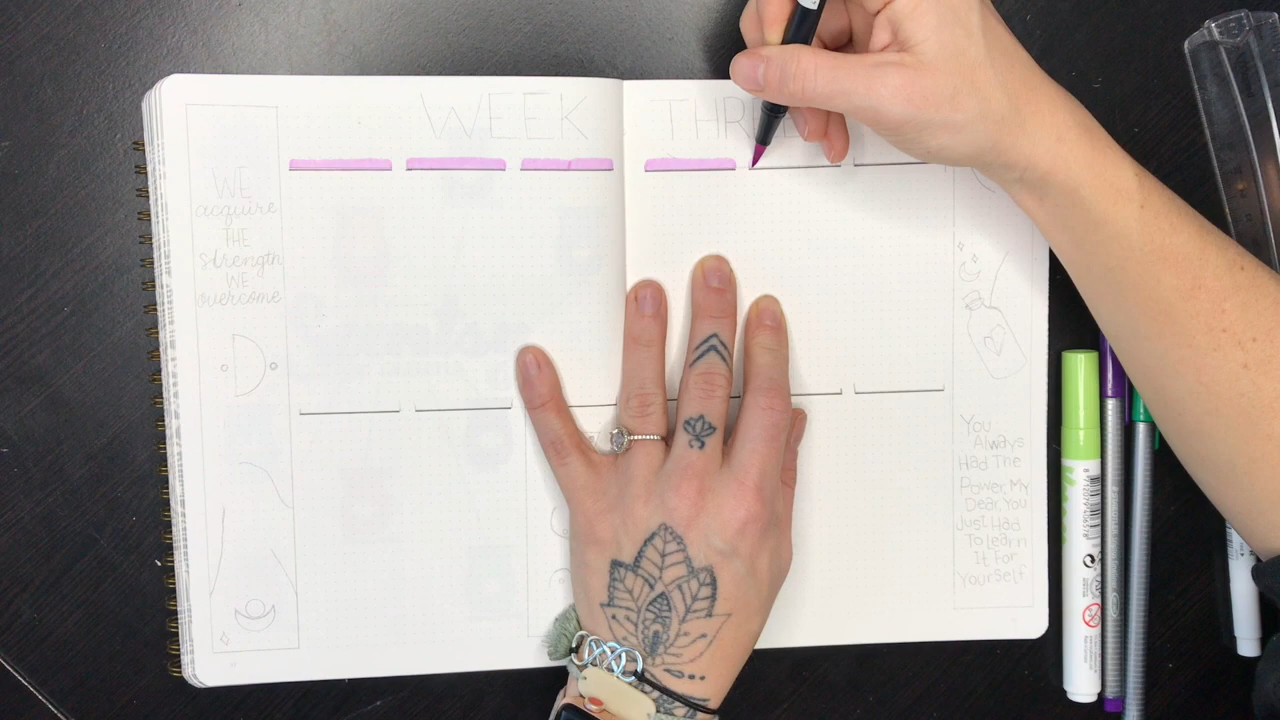 WEEK
THRE
WE
acquire
THE
strength
WE
overcome
You
Always
Had The
Power, My
Dear, You
Just Had
To Learn
It For
Yourself